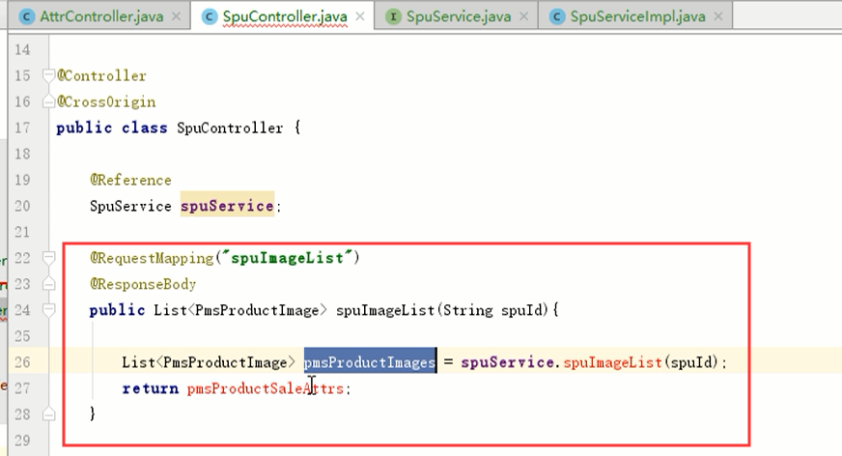 AttrController.java × SpuController.java × SpuService.java × SpuServiceImpl.java ×
14
15 @Controller
16 @CrossOrigin
17 public class SpuController {
18
19 @Reference
20 SpuService spuService;
21
22 @RequestMapping("spuImageList")
23 @ResponseBody
24 public List<PmsProductImage> spuImageList(String spuId){
25
26 List<PmsProductImage> pmsProductImages = spuService.spuImageList(spuId);
27 return pmsProductSaleAttrs;
28 }
29